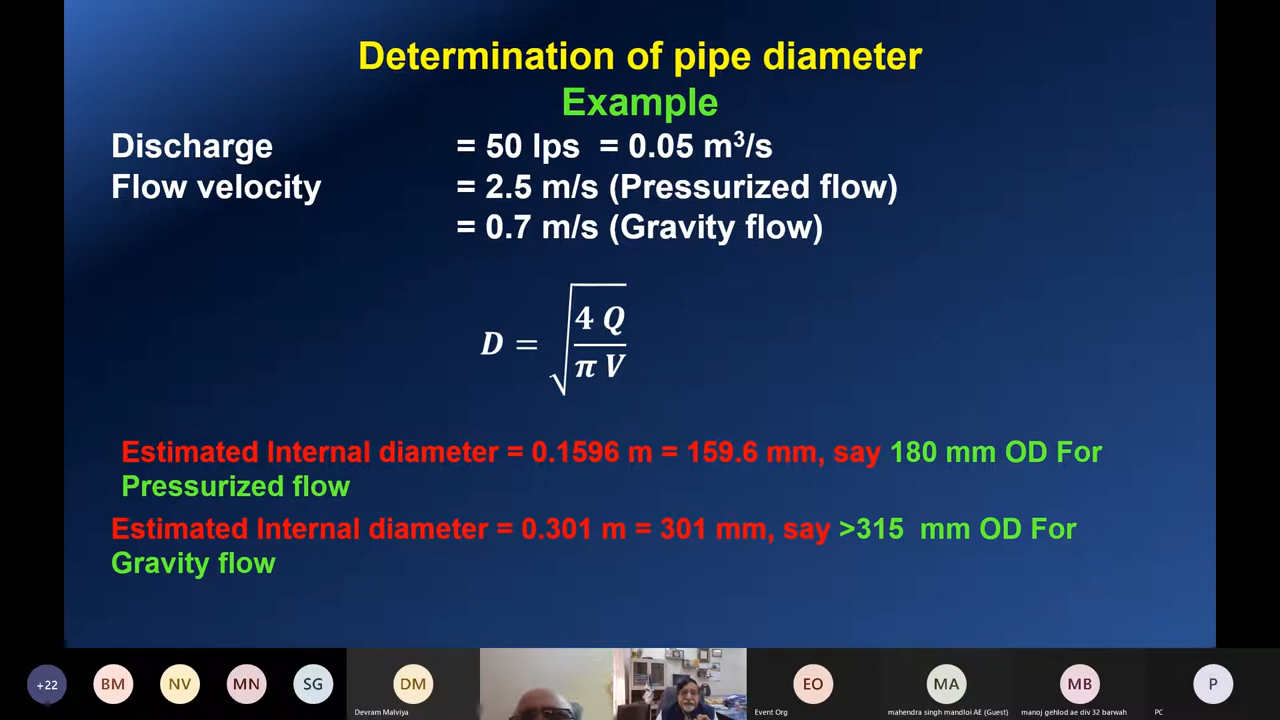 Determination of pipe diameter
Example
Discharge = 50 lps = 0.05 m³/s
Flow velocity = 2.5 m/s (Pressurized flow)
= 0.7 m/s (Gravity flow)
D = √(4 Q / π V)
Estimated Internal diameter = 0.1596 m = 159.6 mm, say 180 mm OD For
Pressurized flow
Estimated Internal diameter = 0.301 m = 301 mm, say >315 mm OD For
Gravity flow
+22 BM NV MN SG DM EO MA MB P
Devram Malviya Event Org mahendra singh mandloi AE (Guest) manoj gehlod ae div 32 barwah PC